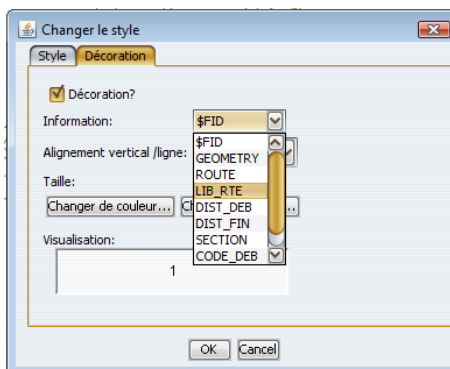 Changer le style
Style Décoration
Décoration?
Information: $FID
$FID
GEOMETRY
Alignement vertical /ligne:
ROUTE
Taille:
LIB_RTE
Changer de couleur...
DIST_DEB
DIST_FIN
Visualisation:
SECTION
CODE_DEB
1
OK Cancel